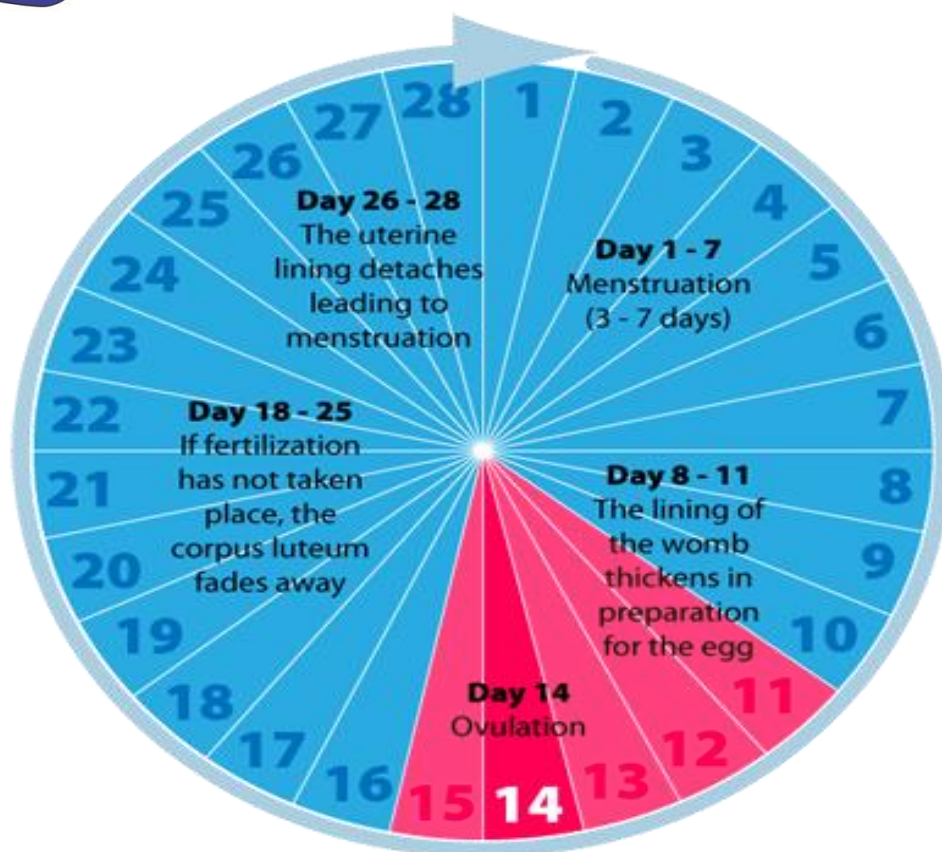 28
1
2
3
4
5
6
7
8
9
10
11
12
13
14
15
16
17
18
19
20
21
22
23
24
25
26
27
Day 1 - 7
Menstruation
(3 - 7 days)
Day 8 - 11
The lining of
the womb
thickens in
preparation
for the egg
Day 14
Ovulation
Day 18 - 25
If fertilization
has not taken
place, the
corpus luteum
fades away
Day 26 - 28
The uterine
lining detaches
leading to
menstruation